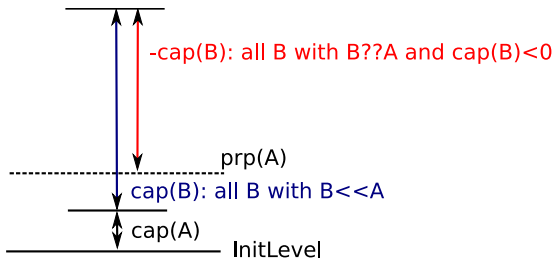 -cap(B): all B with B??A and cap(B)<0
prp(A)
cap(B): all B with B<<A
cap(A)
InitLevel